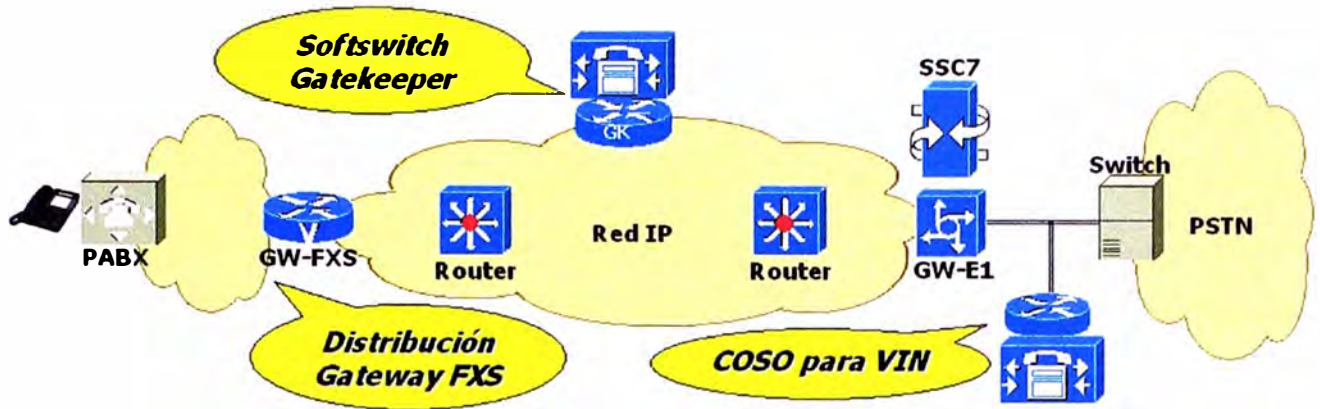 Softswitch
Gatekeeper
SSC7
GK
Switch
PABX
V
GW-FXS
Router
Red IP
Router
GW-E1
PSTN
Distribución
Gateway FXS
COSO para VIN